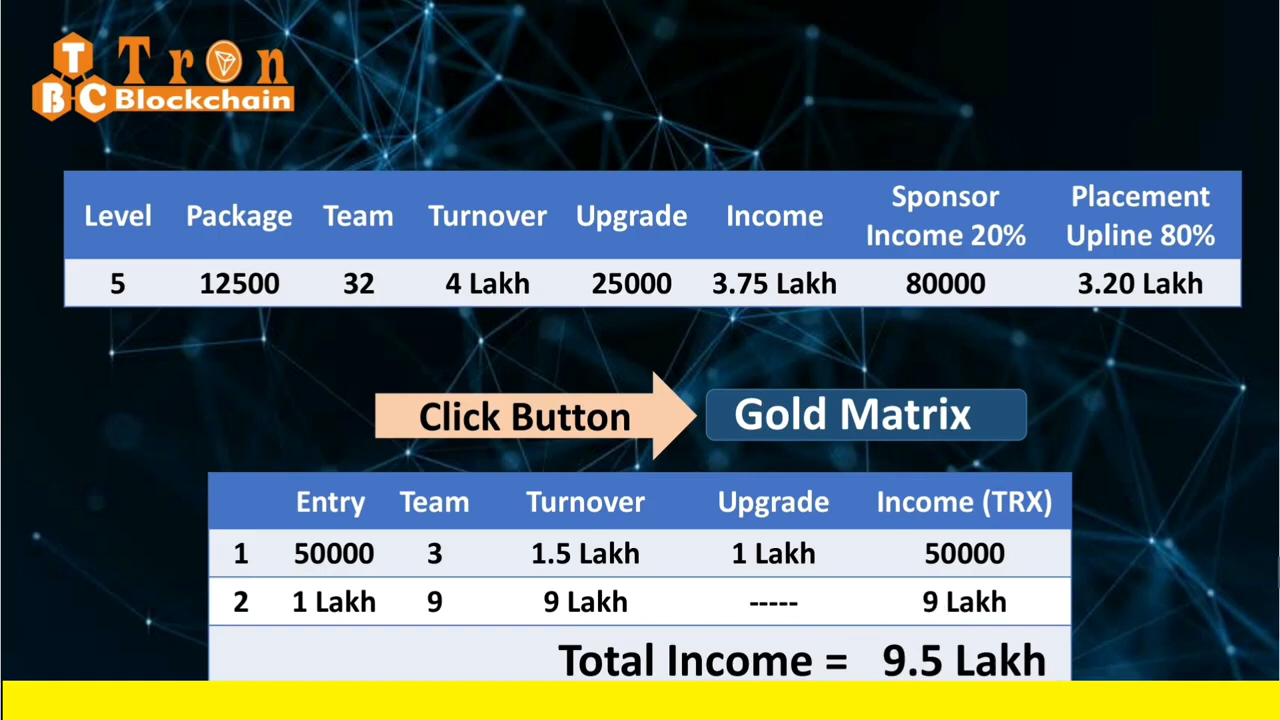 Tron
TBC Blockchain
Level Package Team Turnover Upgrade Income Sponsor Income 20% Placement Upline 80%
5 12500 32 4 Lakh 25000 3.75 Lakh 80000 3.20 Lakh
Click Button Gold Matrix
Entry Team Turnover Upgrade Income (TRX)
1 50000 3 1.5 Lakh 1 Lakh 50000
2 1 Lakh 9 9 Lakh ----- 9 Lakh
Total Income = 9.5 Lakh